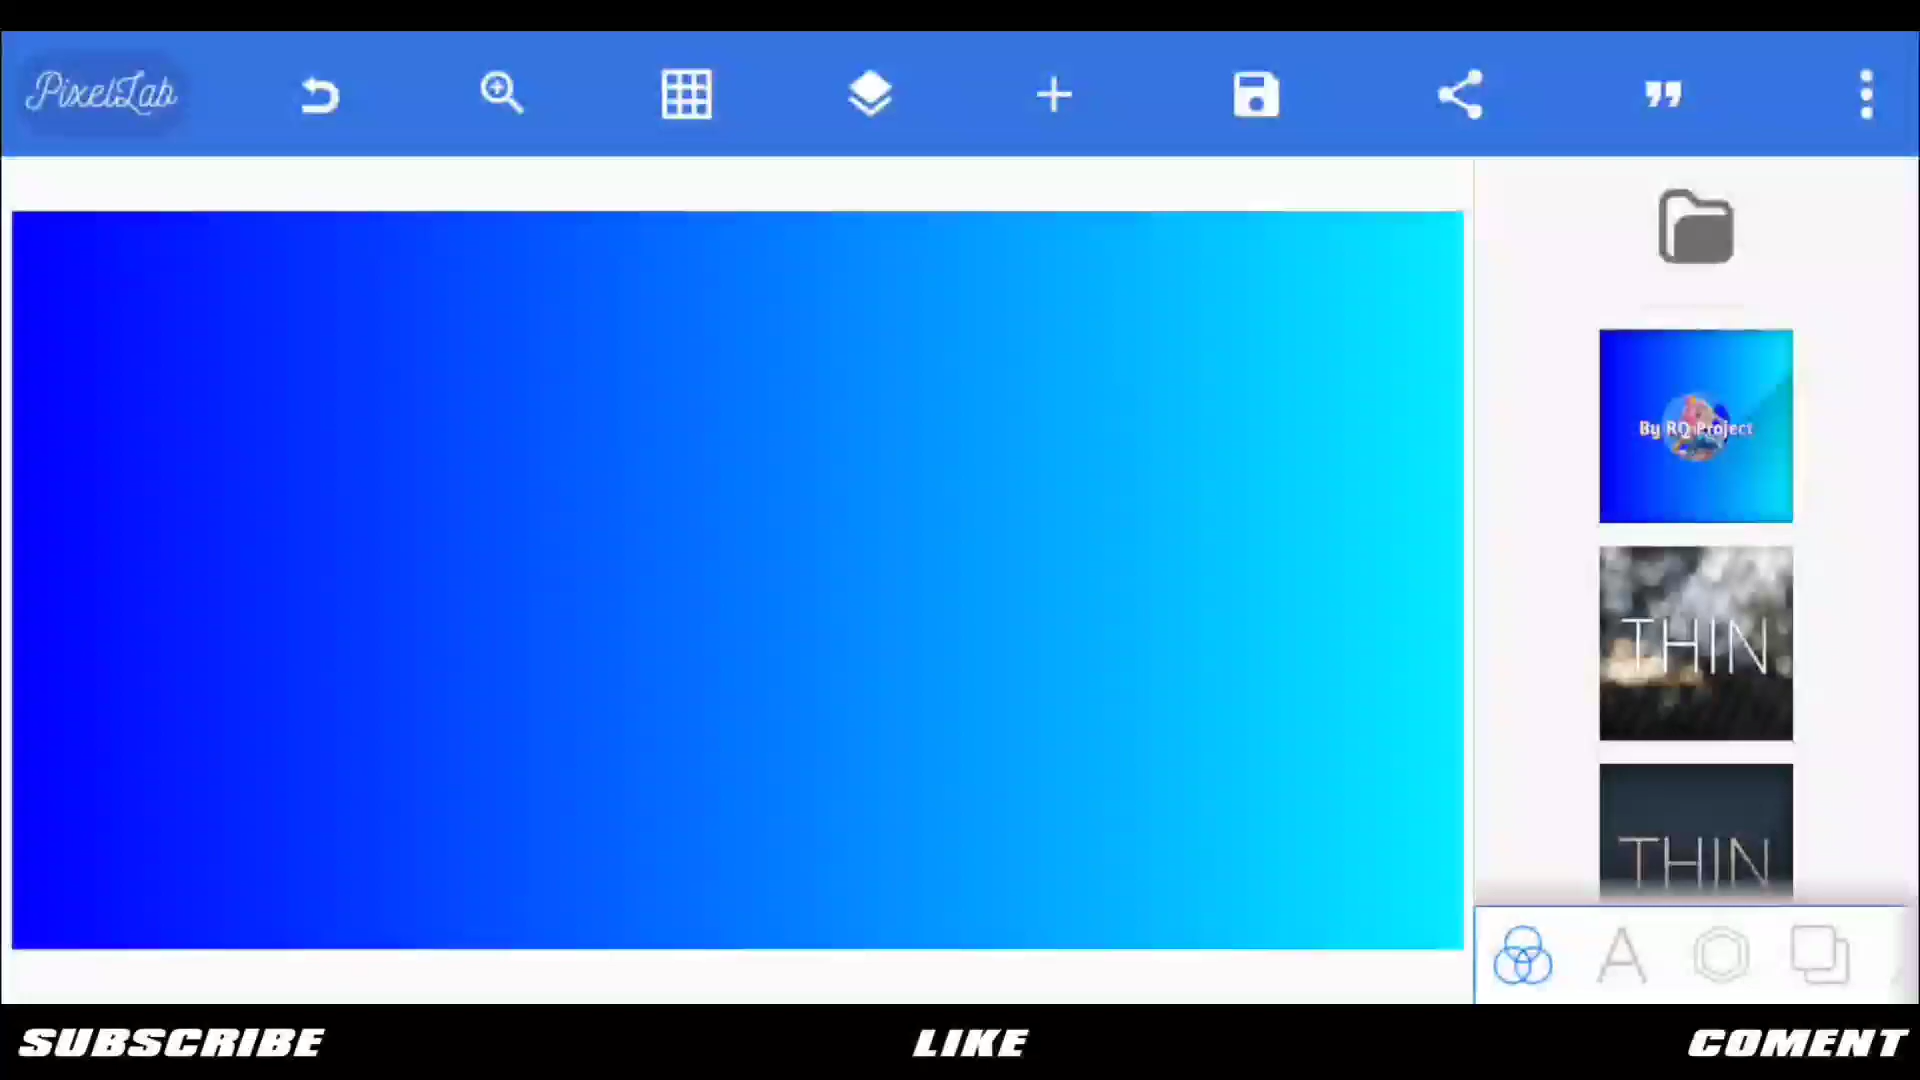 PixelLab
By RQ Project
THIN
THIN
SUBSCRIBE
LIKE
COMENT